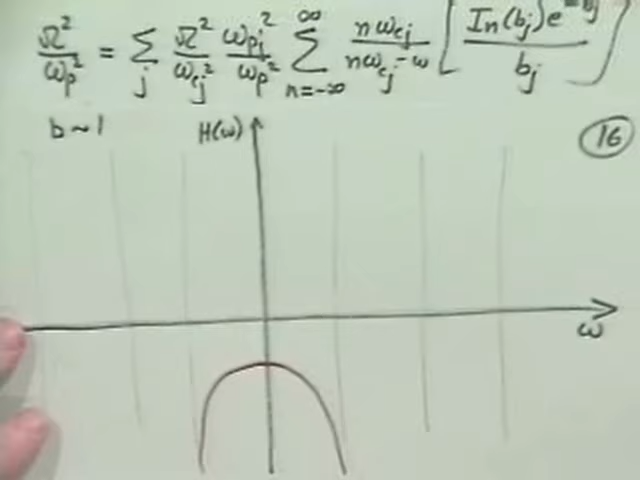 Ω²/ωp² = Σj Ω²/ωcj² ωpj²/ωp² Σn=-∞^∞ nωcj/(nωcj-ω) [In(bj)e^-bj/bj]
b~1 H(ω) 16
ω